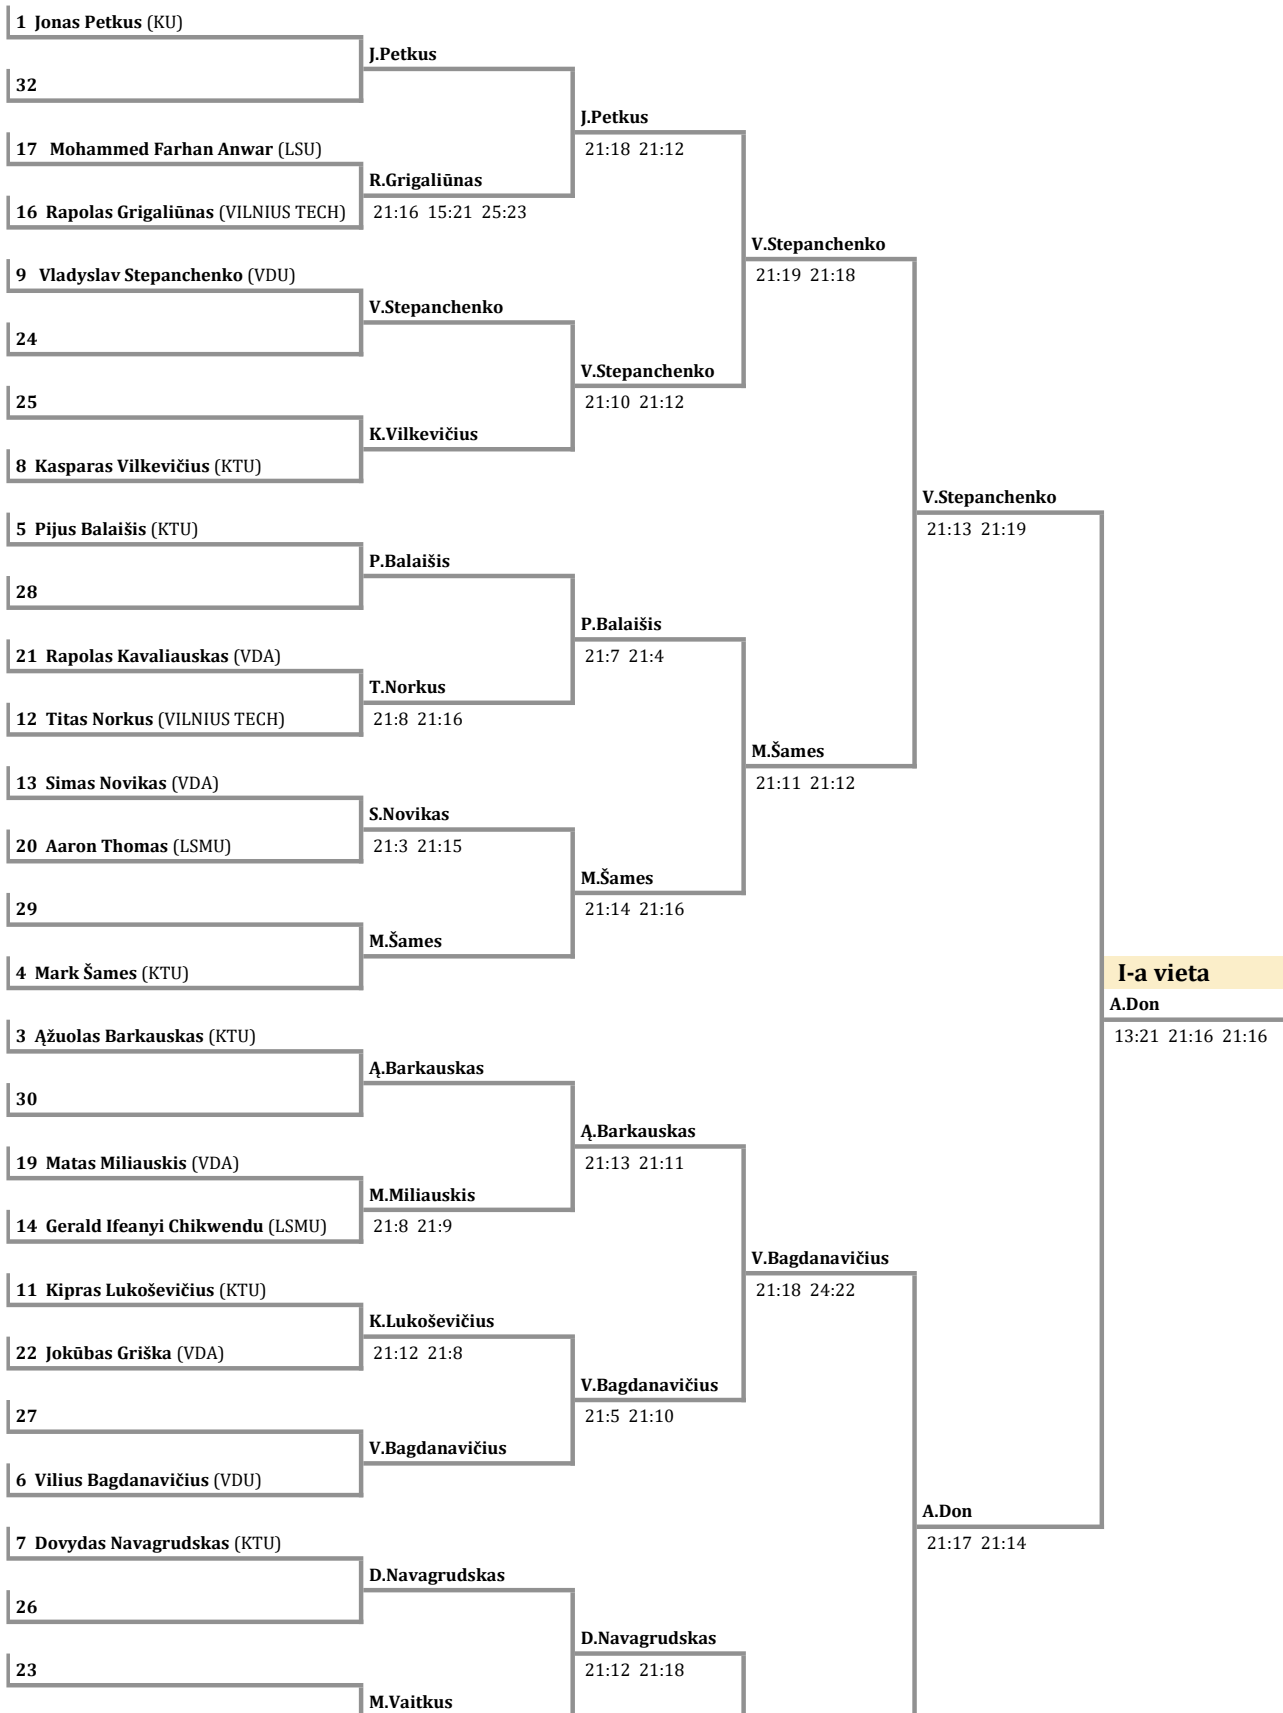 1 Jonas Petkus (KU)
J.Petkus
32
J.Petkus
17 Mohammed Farhan Anwar (LSU)
21:18 21:12
R.Grigaliūnas
16 Rapolas Grigaliūnas (VILNIUS TECH)
21:16 15:21 25:23
V.Stepanchenko
9 Vladyslav Stepanchenko (VDU)
21:19 21:18
V.Stepanchenko
24
V.Stepanchenko
25
21:10 21:12
K.Vilkevičius
8 Kasparas Vilkevičius (KTU)
V.Stepanchenko
5 Pijus Balaišis (KTU)
21:13 21:19
P.Balaišis
28
P.Balaišis
21 Rapolas Kavaliauskas (VDA)
21:7 21:4
T.Norkus
12 Titas Norkus (VILNIUS TECH)
21:8 21:16
M.Šames
13 Simas Novikas (VDA)
21:11 21:12
S.Novikas
20 Aaron Thomas (LSMU)
21:3 21:15
M.Šames
29
21:14 21:16
M.Šames
4 Mark Šames (KTU)
I-a vieta
A.Don
3 Ąžuolas Barkauskas (KTU)
13:21 21:16 21:16
Ą.Barkauskas
30
Ą.Barkauskas
19 Matas Miliauskis (VDA)
21:13 21:11
M.Miliauskis
14 Gerald Ifeanyi Chikwendu (LSMU)
21:8 21:9
V.Bagdanavičius
11 Kipras Lukoševičius (KTU)
21:18 24:22
K.Lukoševičius
22 Jokūbas Griška (VDA)
21:12 21:8
V.Bagdanavičius
27
21:5 21:10
V.Bagdanavičius
6 Vilius Bagdanavičius (VDU)
A.Don
7 Dovydas Navagrudskas (KTU)
21:17 21:14
D.Navagrudskas
26
D.Navagrudskas
23
21:12 21:18
M.Vaitkus